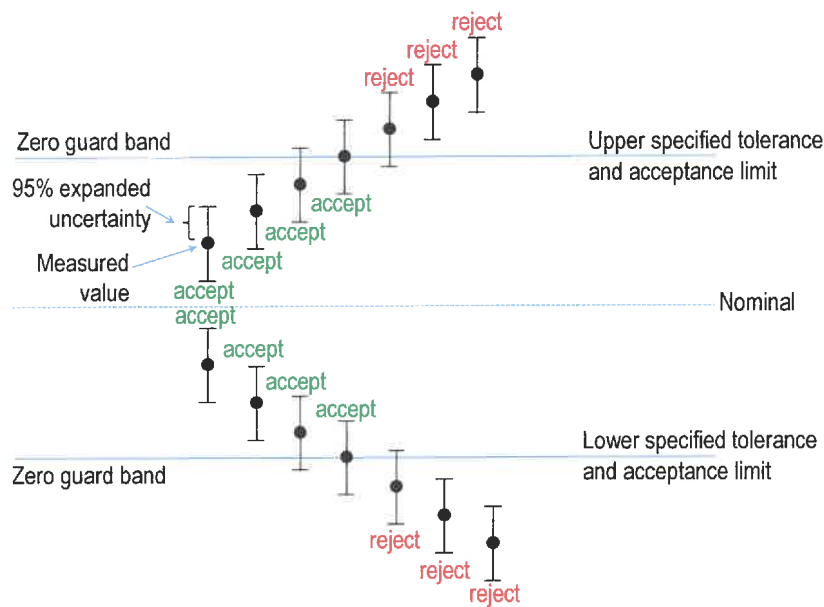 reject
reject
reject
Zero guard band
Upper specified tolerance
and acceptance limit
95% expanded
uncertainty
accept
accept
Measured
value
accept
accept
Nominal
accept
accept
accept
accept
Lower specified tolerance
and acceptance limit
Zero guard band
reject
reject
reject